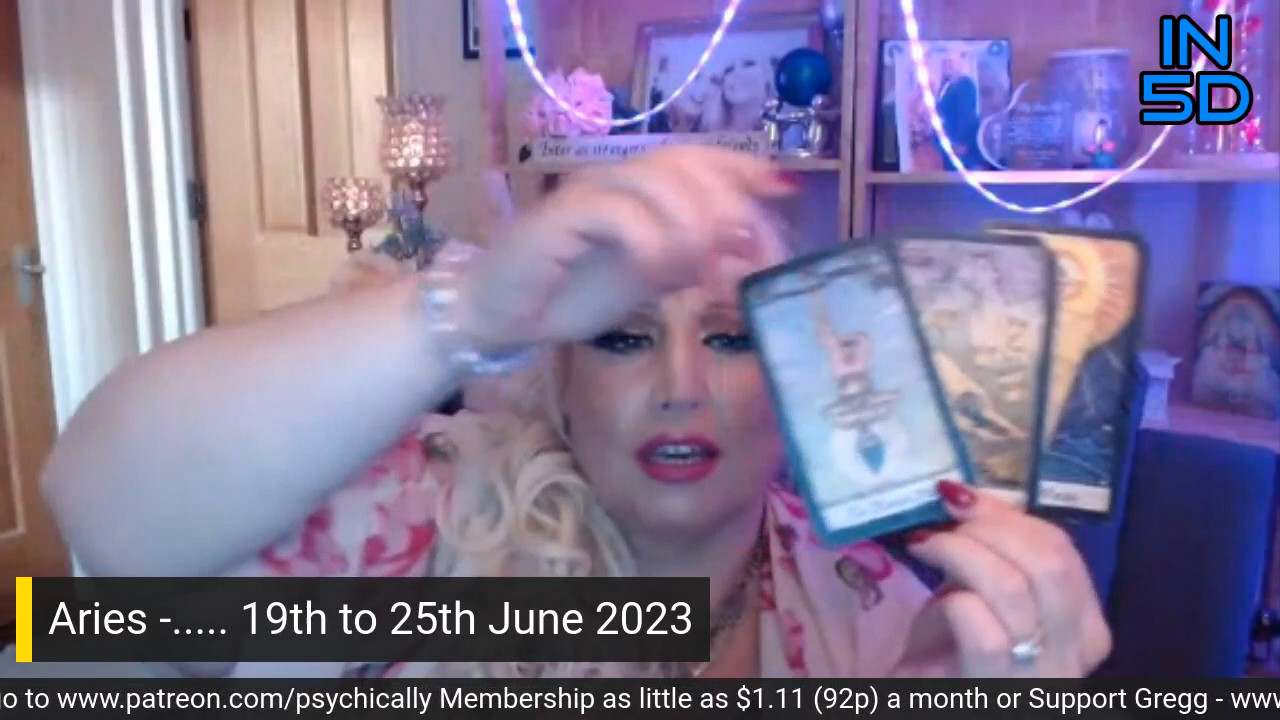 IN
5D
Aries -..... 19th to 25th June 2023
go to www.patreon.com/psychically Membership as little as $1.11 (92p) a month or Support Gregg - www